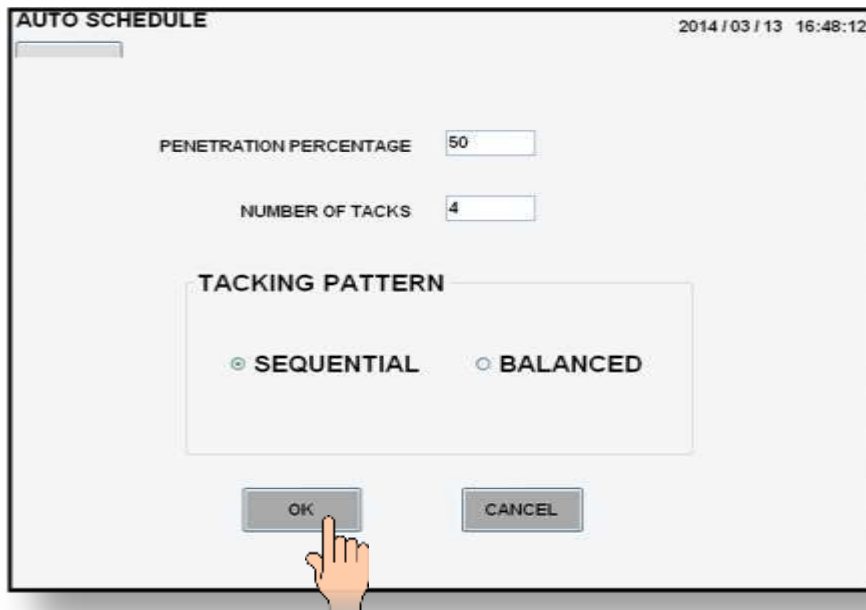 AUTO SCHEDULE
2014 / 03 / 13 16:48:12
PENETRATION PERCENTAGE 50
NUMBER OF TACKS 4
TACKING PATTERN
SEQUENTIAL BALANCED
OK CANCEL